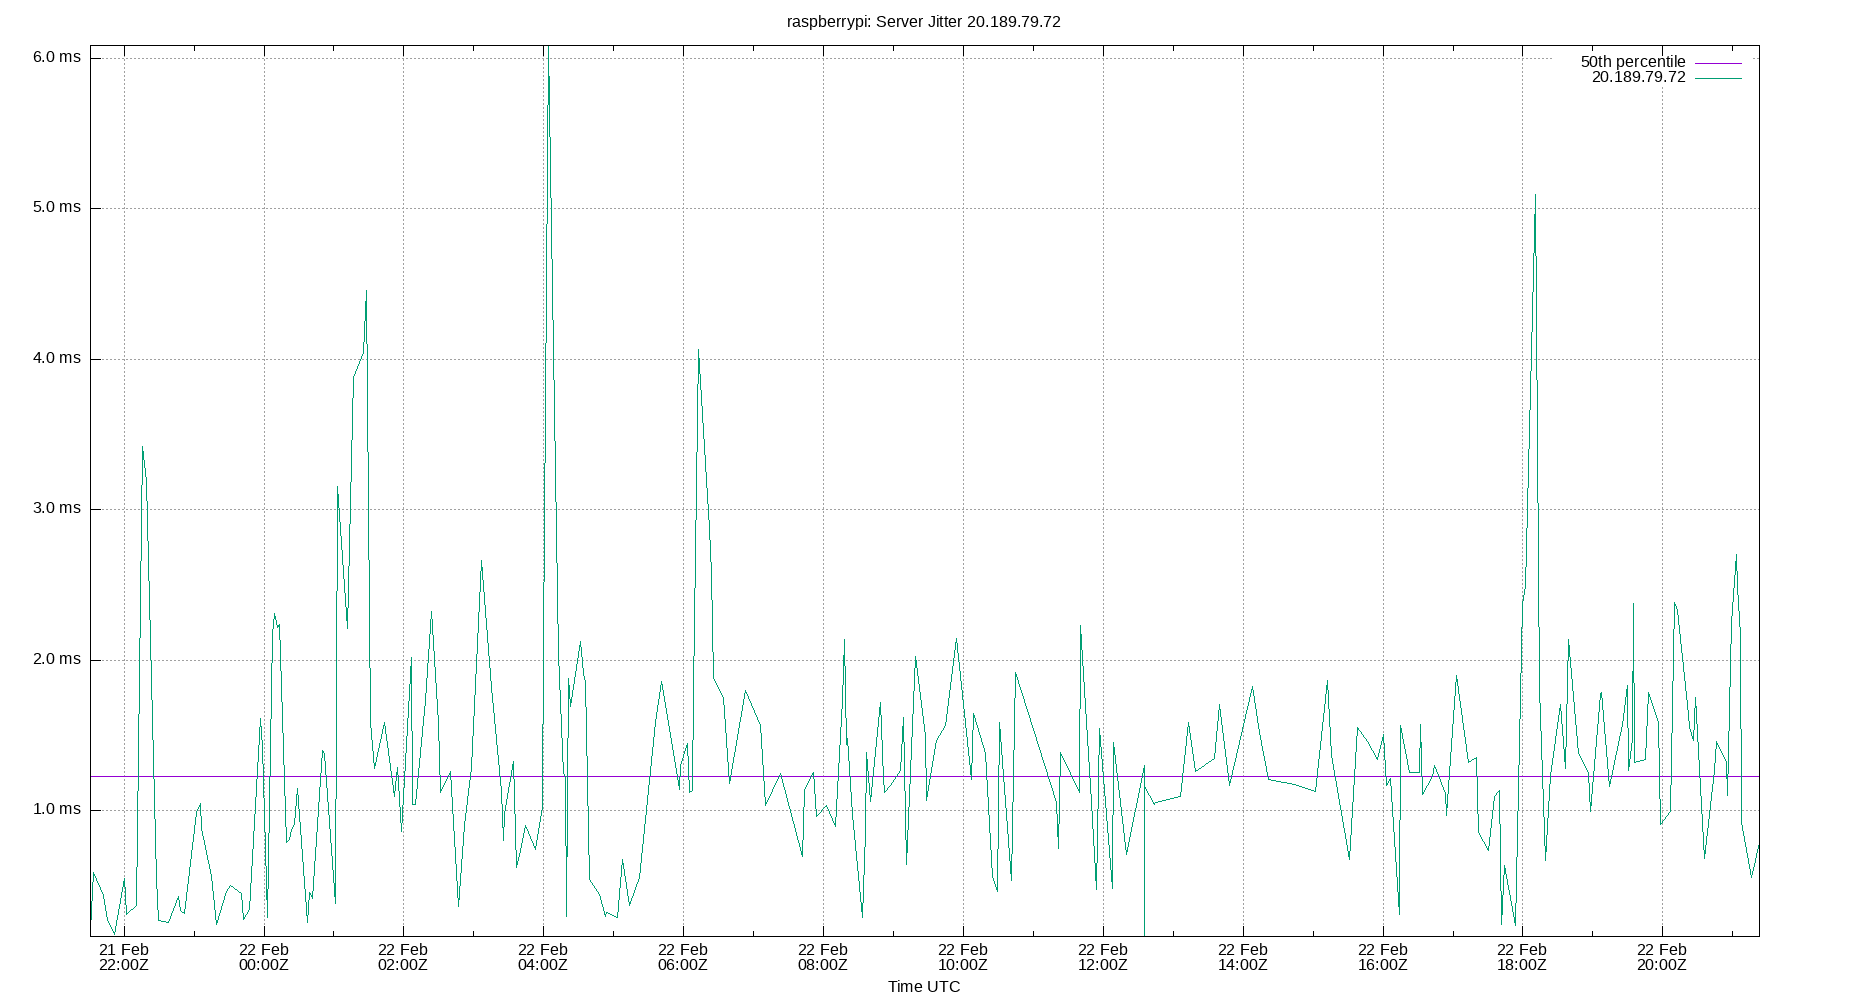 raspberrypi: Server Jitter 20.189.79.72
6.0 ms
5.0 ms
4.0 ms
3.0 ms
2.0 ms
1.0 ms
50th percentile
20.189.79.72
21 Feb 22 Feb 22 Feb 22 Feb 22 Feb 22 Feb 22 Feb 22 Feb 22 Feb 22 Feb 22 Feb 22 Feb
22:00Z 00:00Z 02:00Z 04:00Z 06:00Z 08:00Z 10:00Z 12:00Z 14:00Z 16:00Z 18:00Z 20:00Z
Time UTC